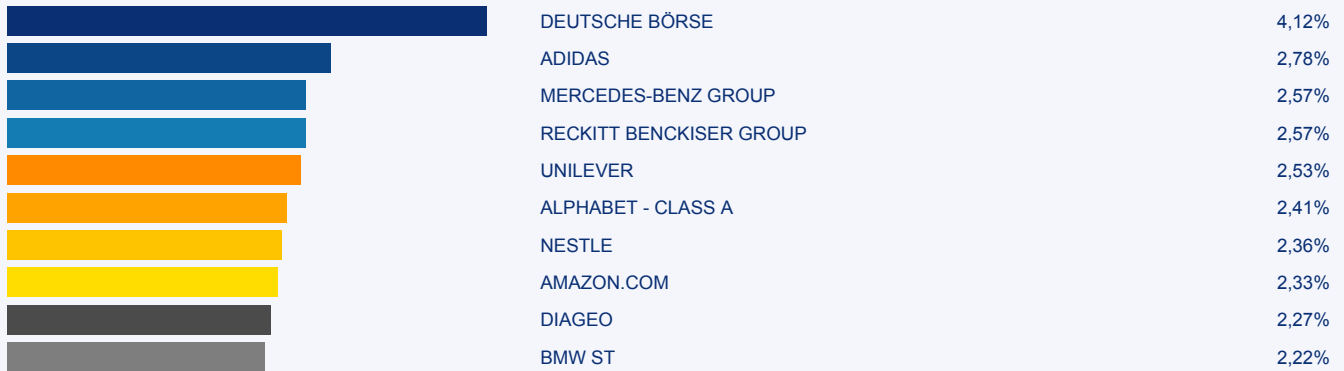 DEUTSCHE BÖRSE 4,12%
ADIDAS 2,78%
MERCEDES-BENZ GROUP 2,57%
RECKITT BENCKISER GROUP 2,57%
UNILEVER 2,53%
ALPHABET - CLASS A 2,41%
NESTLE 2,36%
AMAZON.COM 2,33%
DIAGEO 2,27%
BMW ST 2,22%